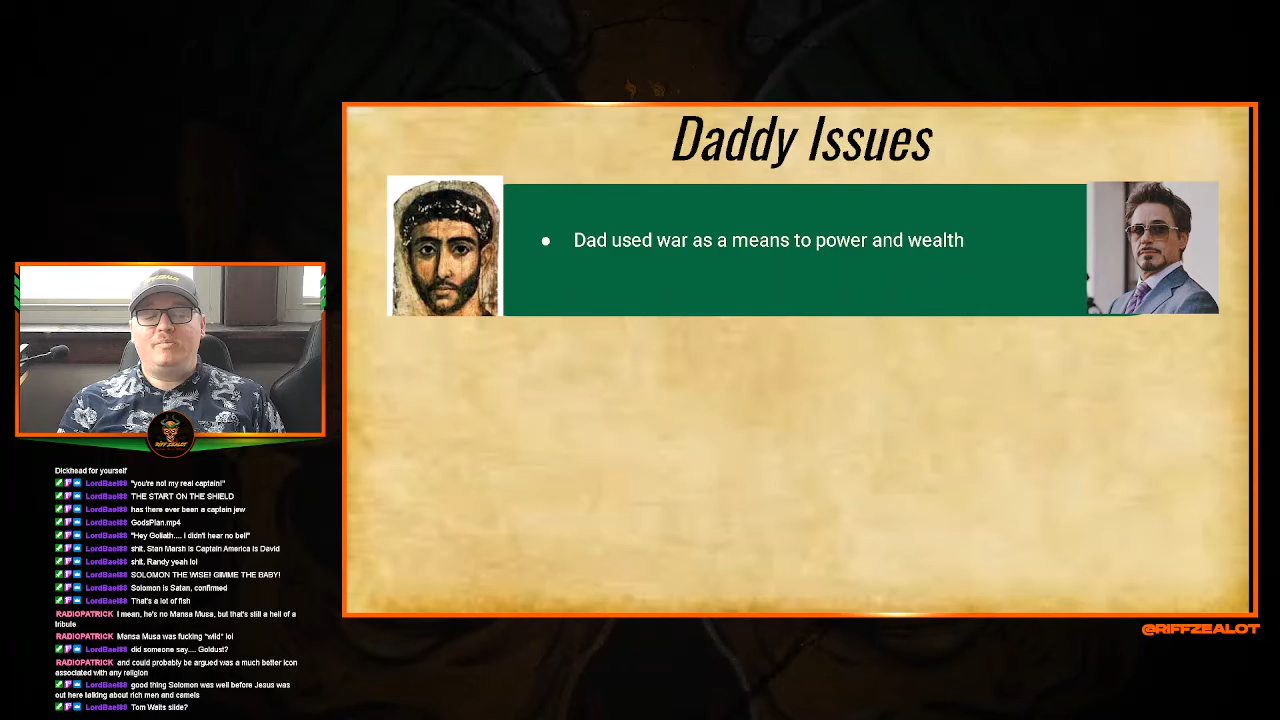 Daddy Issues
● Dad used war as a means to power and wealth
RIFF ZEALOT
Dickhead for yourself
LordBael88 "you're not my real captain!"
LordBael88 THE START ON THE SHIELD
LordBael88 has there ever been a captain jew
LordBael88 GodsPlan.mp4
LordBael88 "Hey Goliath.... i didn't hear no bell"
LordBael88 shit, Stan Marsh is Captain America is David
LordBael88 shit, Randy yeah lol
LordBael88 SOLOMON THE WISE! GIMME THE BABY!
LordBael88 Solomon is Satan, confirmed
LordBael88 That's a lot of fish
RADIOPATRICK I mean, he's no Mansa Musa, but that's still a hell of a
tribute
RADIOPATRICK Mansa Musa was fucking *wild* lol
LordBael88 did someone say.... Goldust?
RADIOPATRICK and could probably be argued was a much better icon
associated with any religion
LordBael88 good thing Solomon was well before Jesus was
out here talking about rich men and camels
LordBael88 Tom Waits slide?
@RIFFZEALOT